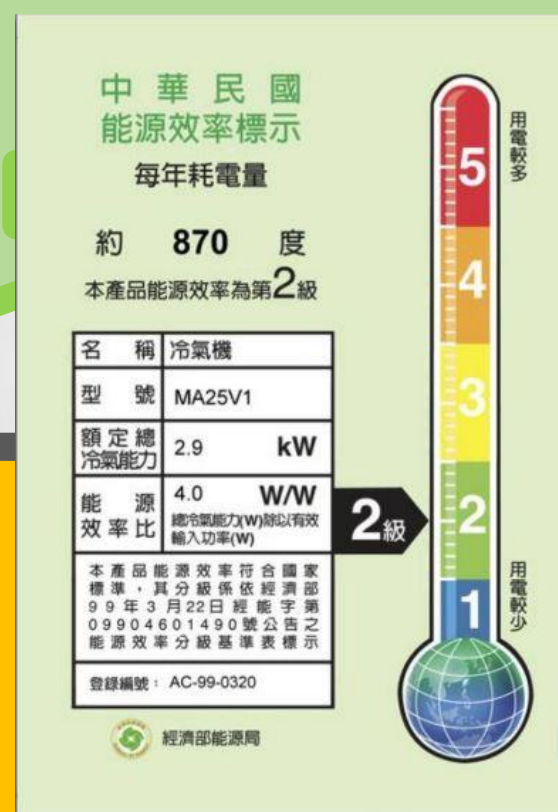 中華民國
能源效率標示
每年耗電量
約 870 度
本產品能源效率為第2級
名稱 冷氣機
型號 MA25V1
額定總冷氣能力 2.9 kW
能源效率比 4.0 W/W
總冷氣能力(W)除以有效
輸入功率(W)
本產品能源效率符合國家
標準,其分級係依經濟部
99年3月22日經能字第
09904601490號公告之
能源效率分級基準表標示
登錄編號: AC-99-0320
經濟部能源局
2級
用電較多
5
4
3
2
1
用電較少